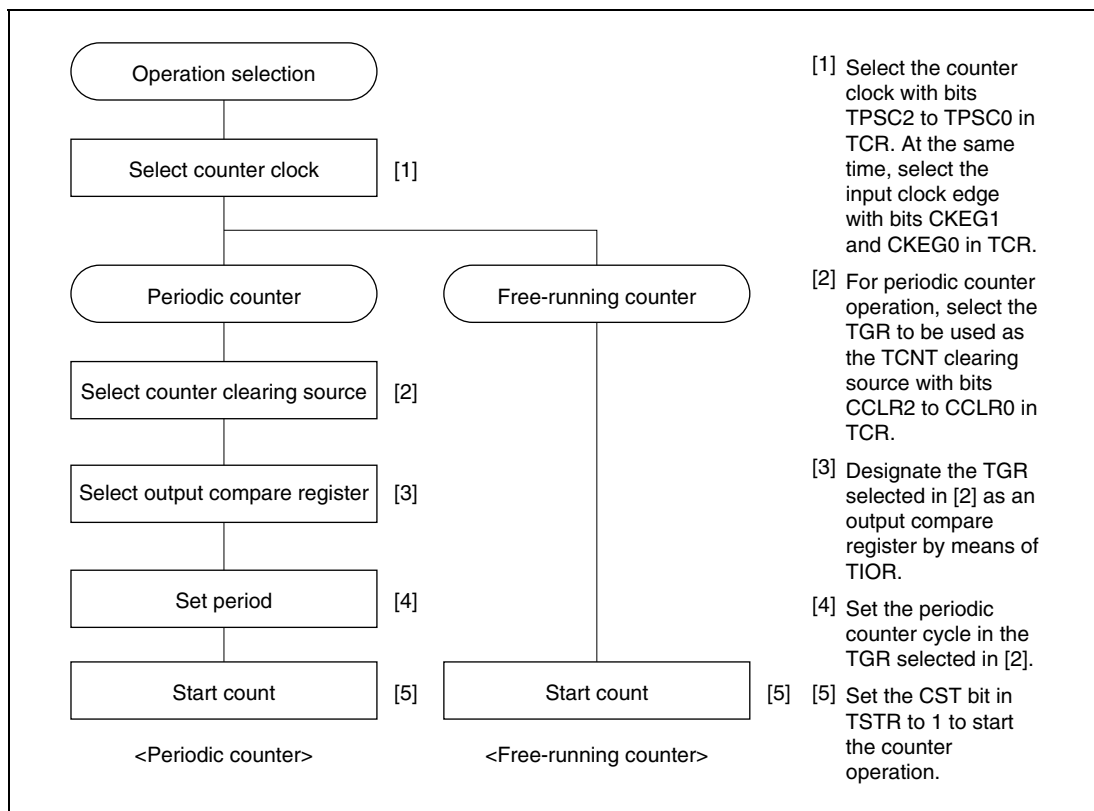 Operation selection
Select counter clock [1]
Periodic counter
Free-running counter
Select counter clearing source [2]
Select output compare register [3]
Set period [4]
Start count [5]
Start count [5]
<Periodic counter>
<Free-running counter>
[1] Select the counter
clock with bits
TPSC2 to TPSC0 in
TCR. At the same
time, select the
input clock edge
with bits CKEG1
and CKEG0 in TCR.
[2] For periodic counter
operation, select the
TGR to be used as
the TCNT clearing
source with bits
CCLR2 to CCLR0 in
TCR.
[3] Designate the TGR
selected in [2] as an
output compare
register by means of
TIOR.
[4] Set the periodic
counter cycle in the
TGR selected in [2].
[5] Set the CST bit in
TSTR to 1 to start
the counter
operation.